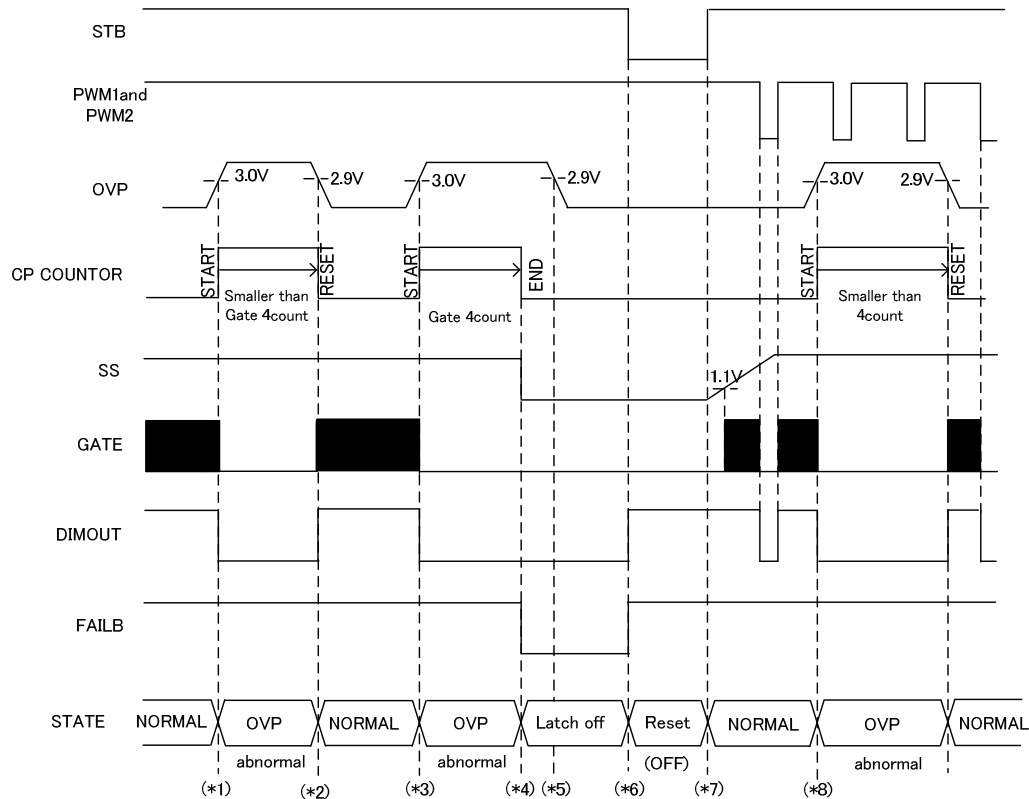 STB
PWM1and
PWM2
OVP
3.0V
2.9V
3.0V
2.9V
3.0V
2.9V
CP COUNTOR
START
RESET
START
END
START
RESET
Smaller than
Gate 4count
Gate 4count
Smaller than
4count
SS
1.1V
GATE
DIMOUT
FAILB
STATE
NORMAL
OVP
NORMAL
OVP
Latch off
Reset
NORMAL
OVP
NORMAL
abnormal
abnormal
(OFF)
abnormal
(*1)
(*2)
(*3)
(*4)
(*5)
(*6)
(*7)
(*8)